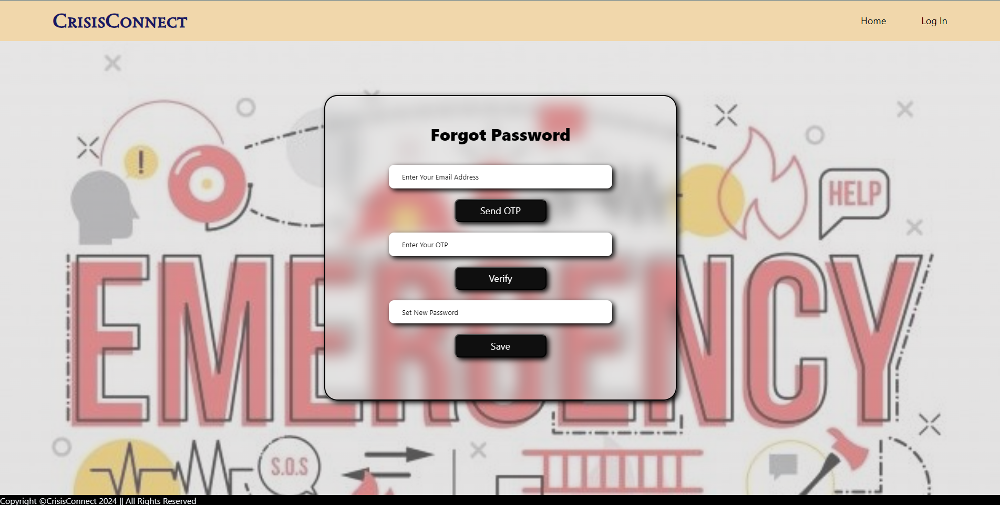 CrisisConnect
Home
Log In
Forgot Password
Enter Your Email Address
Send OTP
Enter Your OTP
Verify
Set New Password
Save
!
HELP
EMERGENCY
S.O.S
Copyright ©CrisisConnect 2024 || All Rights Reserved